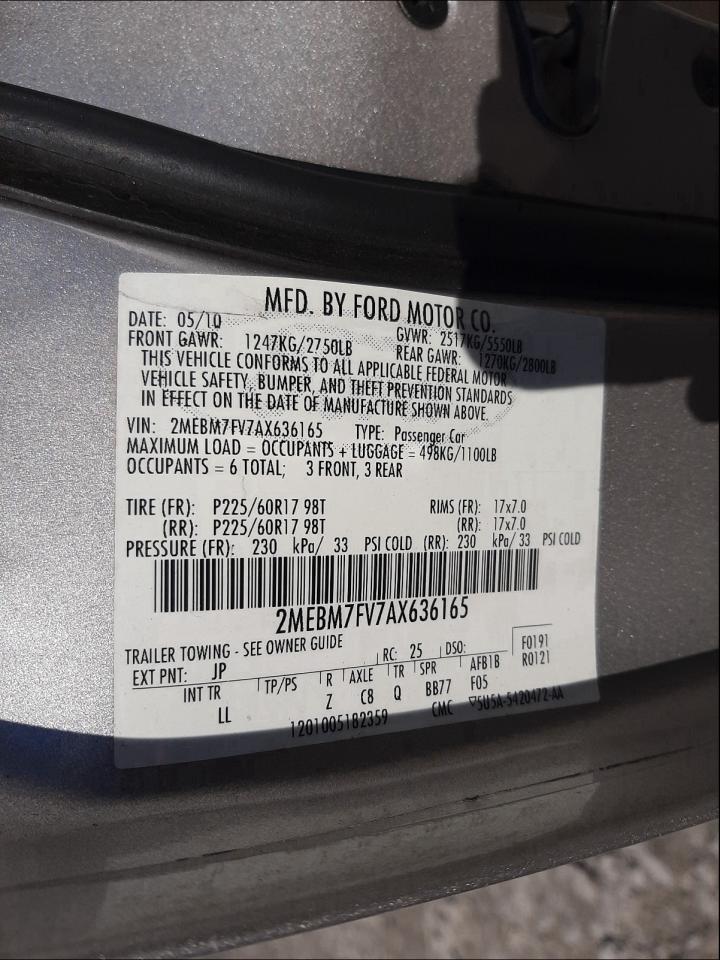 MFD. BY FORD MOTOR CO.
DATE: 05/10 GVWR: 2517KG/5550LB
FRONT GAWR: 1247KG/2750LB REAR GAWR: 1270KG/2800LB
THIS VEHICLE CONFORMS TO ALL APPLICABLE FEDERAL MOTOR
VEHICLE SAFETY, BUMPER, AND THEFT PREVENTION STANDARDS
IN EFFECT ON THE DATE OF MANUFACTURE SHOWN ABOVE.
VIN: 2MEBM7FV7AX636165 TYPE: Passenger Car
MAXIMUM LOAD = OCCUPANTS + LUGGAGE = 498KG/1100LB
OCCUPANTS = 6 TOTAL; 3 FRONT, 3 REAR
TIRE (FR): P225/60R17 98T RIMS (FR): 17x7.0
(RR): P225/60R17 98T (RR): 17x7.0
PRESSURE (FR): 230 kPa/ 33 PSI COLD (RR): 230 kPa/ 33 PSI COLD
2MEBM7FV7AX636165
TRAILER TOWING - SEE OWNER GUIDE F0191
EXT PNT: JP RC: 25 DSO: R0121
INT TR TP/PS R AXLE TR SPR AFB1B
LL Z C8 Q BB77 F05
1201005182359 CMC ▽5U5A-5420472-AA